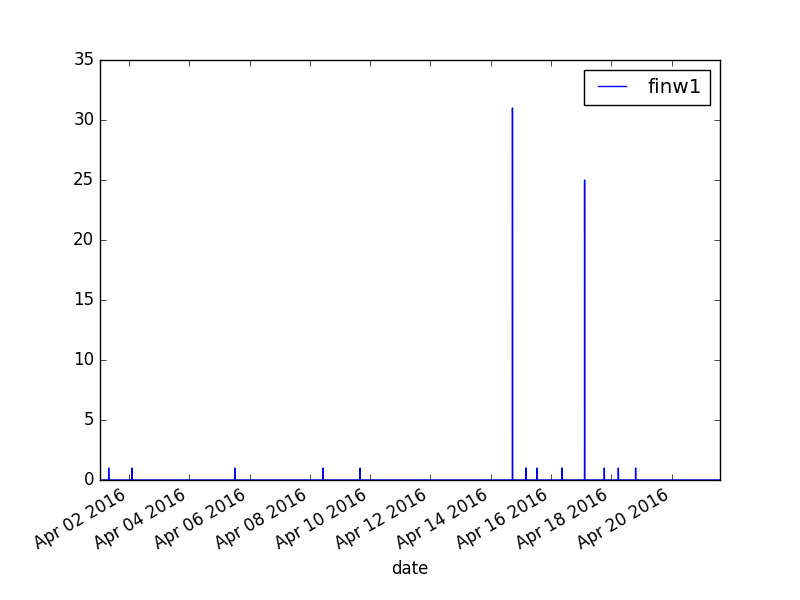 35
30
25
20
15
10
5
0
finw1
Apr 02 2016
Apr 04 2016
Apr 06 2016
Apr 08 2016
Apr 10 2016
Apr 12 2016
Apr 14 2016
Apr 16 2016
Apr 18 2016
Apr 20 2016
date